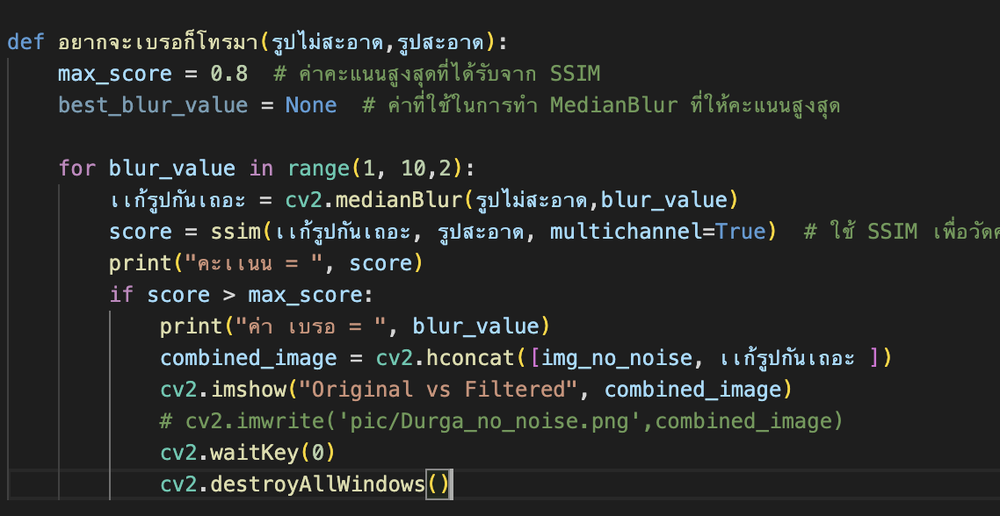 def อยากจะเบรอก็โทรมา(รูปไม่สะอาด,รูปสะอาด):
    max_score = 0.8  # ค่าคะแนนสูงสุดที่ได้รับจาก SSIM
    best_blur_value = None  # ค่าที่ใช้ในการทำ MedianBlur ที่ให้คะแนนสูงสุด
    for blur_value in range(1, 10,2):
        เเก้รูปกันเถอะ = cv2.medianBlur(รูปไม่สะอาด,blur_value)
        score = ssim(เเก้รูปกันเถอะ, รูปสะอาด, multichannel=True)  # ใช้ SSIM เพื่อวัด
        print("คะเเนน = ", score)
        if score > max_score:
            print("ค่า เบรอ = ", blur_value)
            combined_image = cv2.hconcat([img_no_noise, เเก้รูปกันเถอะ ])
            cv2.imshow("Original vs Filtered", combined_image)
            # cv2.imwrite('pic/Durga_no_noise.png',combined_image)
            cv2.waitKey(0)
            cv2.destroyAllWindows()